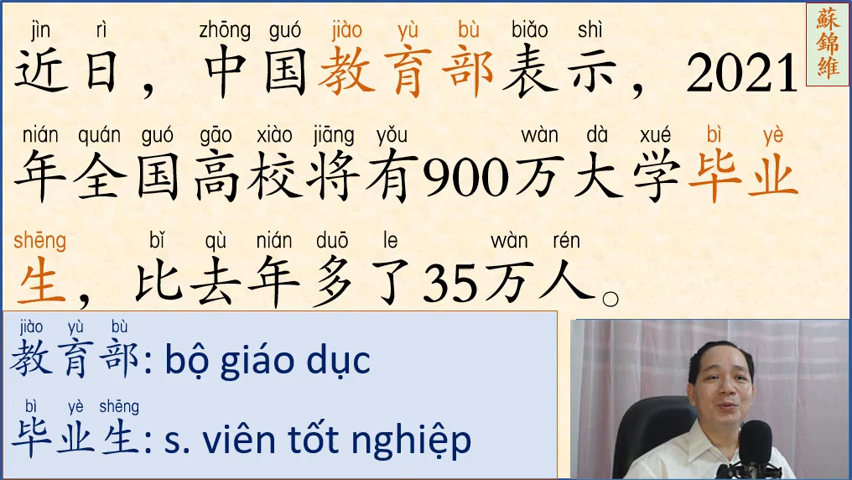 jìn rì zhōng guó jiào yù bù biǎo shì
近日，中国教育部表示，2021
nián quán guó gāo xiào jiāng yǒu wàn dà xué bì yè
年全国高校将有900万大学毕业
shēng bǐ qù nián duō le wàn rén
生，比去年多了35万人。
jiào yù bù
教育部: bộ giáo dục
bì yè shēng
毕业生: s. viên tốt nghiệp
蘇錦維